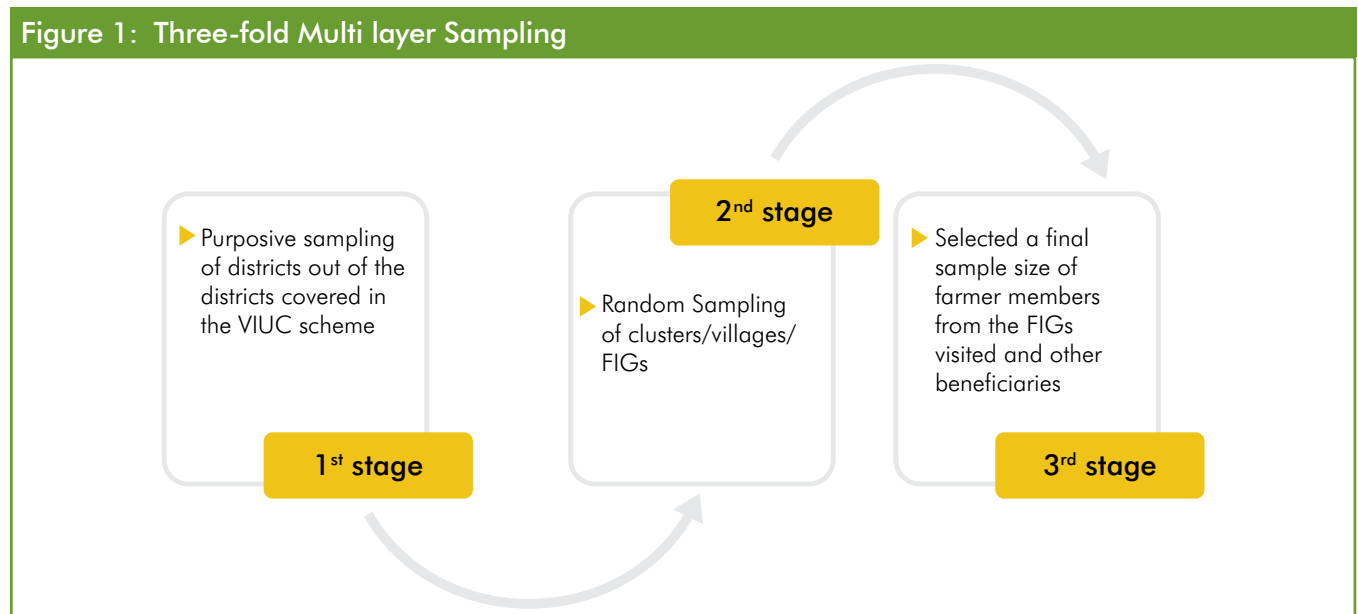 Figure 1: Three-fold Multi layer Sampling
Purposive sampling
of districts out of the
districts covered in
the VIUC scheme
1st stage
2nd stage
Random Sampling
of clusters/villages/
FIGs
Selected a final
sample size of
farmer members
from the FIGs
visited and other
beneficiaries
3rd stage